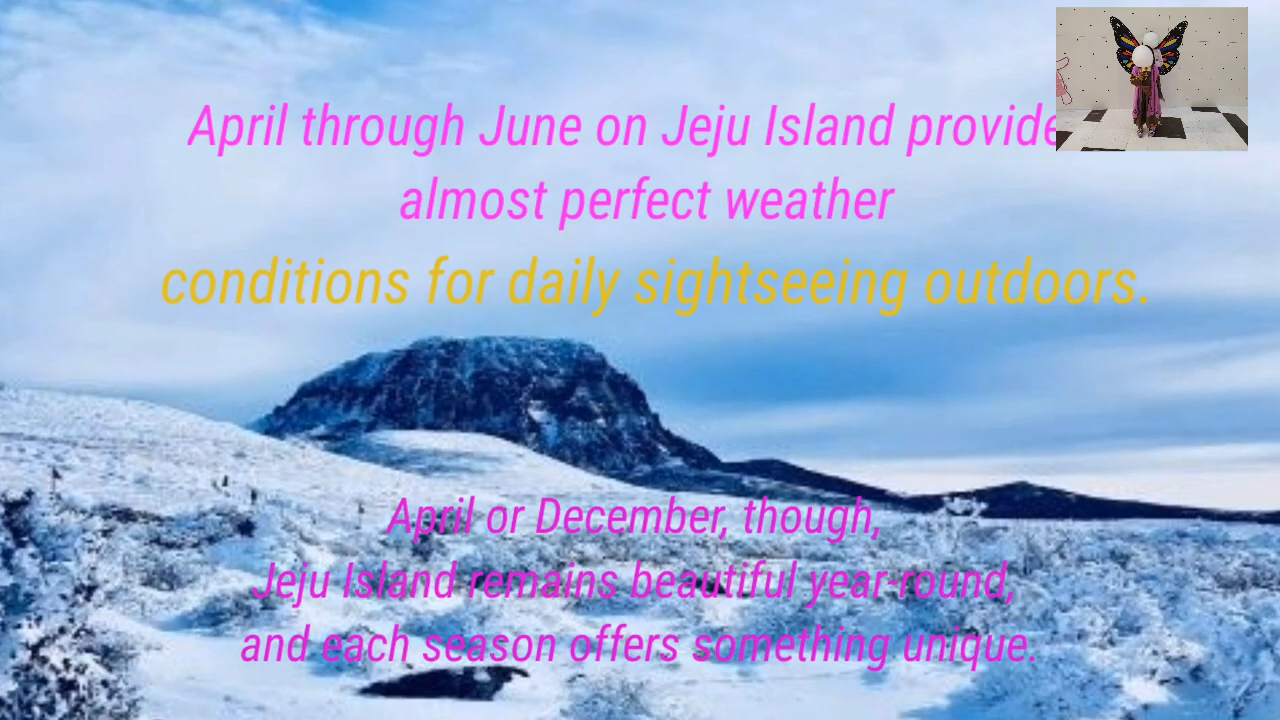 April through June on Jeju Island provide
almost perfect weather
conditions for daily sightseeing outdoors.
April or December, though,
Jeju Island remains beautiful year-round,
and each season offers something unique.